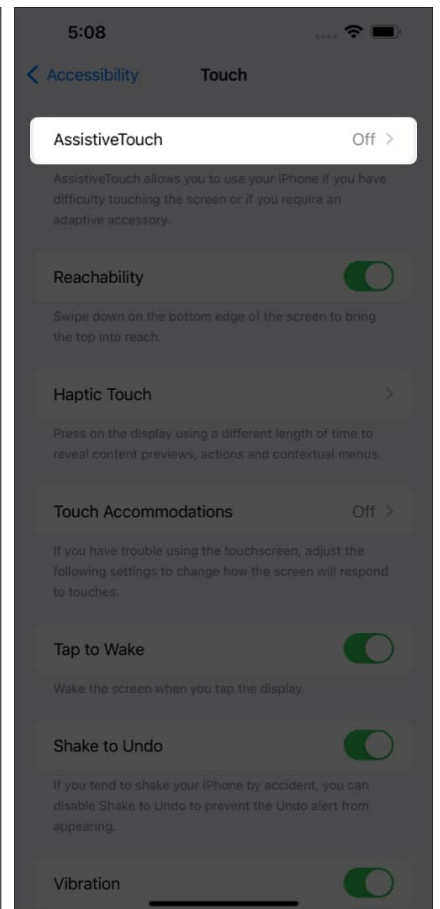 5:08
Accessibility Touch
AssistiveTouch Off
AssistiveTouch allows you to use your iPhone if you have
difficulty touching the screen or if you require an
adaptive accessory.
Reachability
Swipe down on the bottom edge of the screen to bring
the top into reach.
Haptic Touch
Press on the display using a different length of time to
reveal content previews, actions and contextual menus.
Touch Accommodations Off
If you have trouble using the touchscreen, adjust the
following settings to change how the screen will respond
to touches.
Tap to Wake
Wake the screen when you tap the display.
Shake to Undo
If you tend to shake your iPhone by accident, you can
disable Shake to Undo to prevent the Undo alert from
appearing.
Vibration